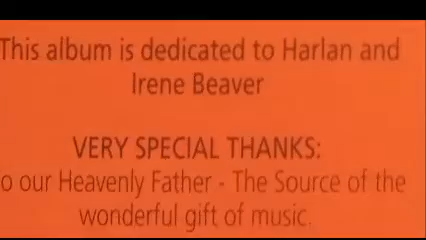 This album is dedicated to Harlan and
Irene Beaver
VERY SPECIAL THANKS:
o our Heavenly Father - The Source of the
wonderful gift of music.